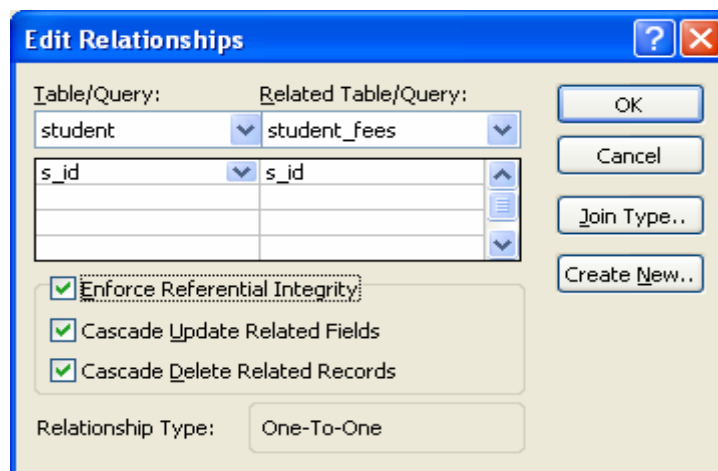 Edit Relationships
Table/Query: Related Table/Query:
student student_fees
s_id s_id
Enforce Referential Integrity
Cascade Update Related Fields
Cascade Delete Related Records
Relationship Type: One-To-One
OK
Cancel
Join Type..
Create New..